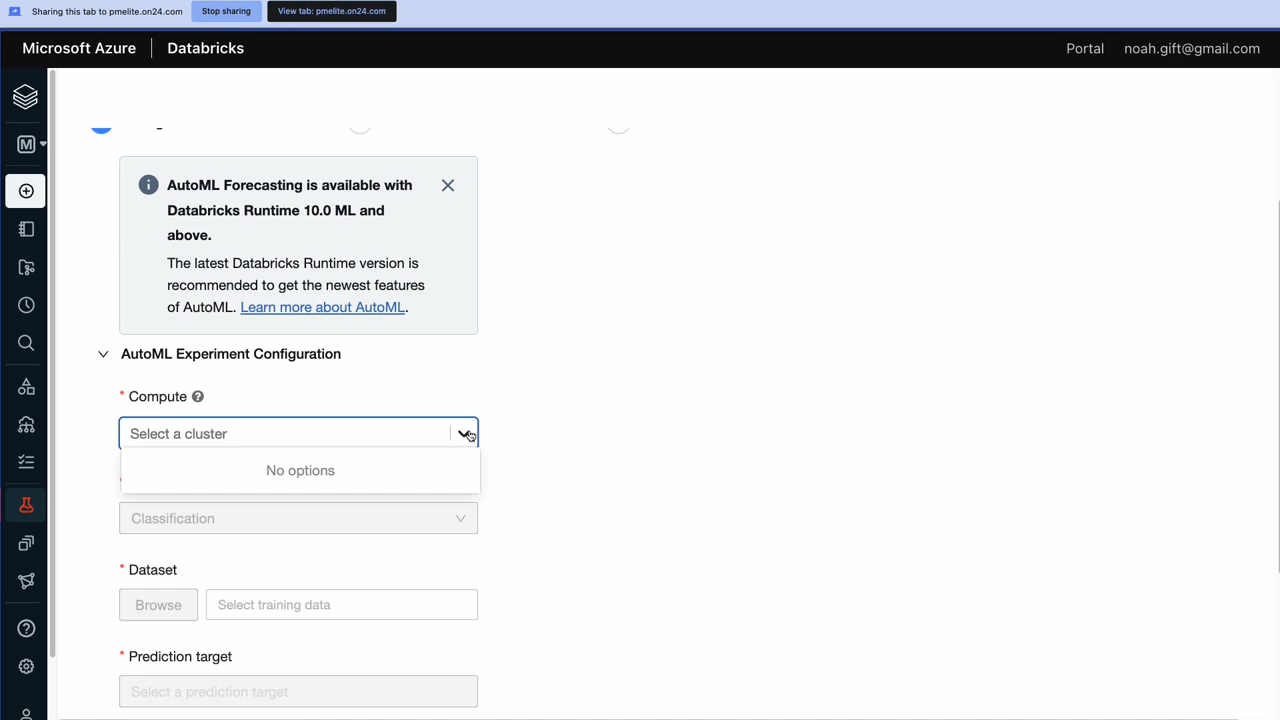 Sharing this tab to pmelite.on24.com
Stop sharing
View tab: pmelite.on24.com
Microsoft Azure
Databricks
Portal
noah.gift@gmail.com
M
AutoML Forecasting is available with
Databricks Runtime 10.0 ML and
above.
The latest Databricks Runtime version is
recommended to get the newest features
of AutoML. Learn more about AutoML.
AutoML Experiment Configuration
* Compute
Select a cluster
No options
Classification
* Dataset
Browse
Select training data
* Prediction target
Select a prediction target